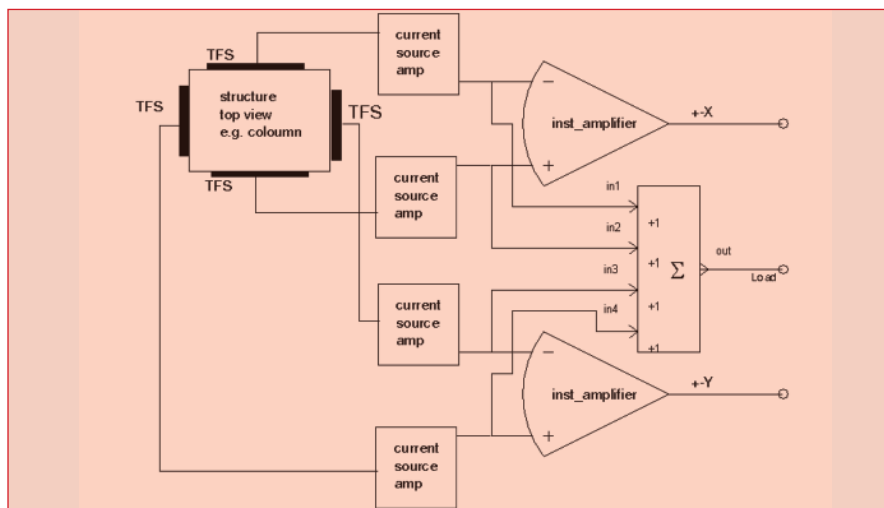 current
source
amp
TFS
TFS
structure
top view
e.g. coloumn
TFS
TFS
−
inst_amplifier
+
+-X
current
source
amp
in1
+1
in2
out
+1
Σ
in3
Load
+1
in4
+1
current
source
amp
−
inst_amplifier
+
+-Y
current
source
amp